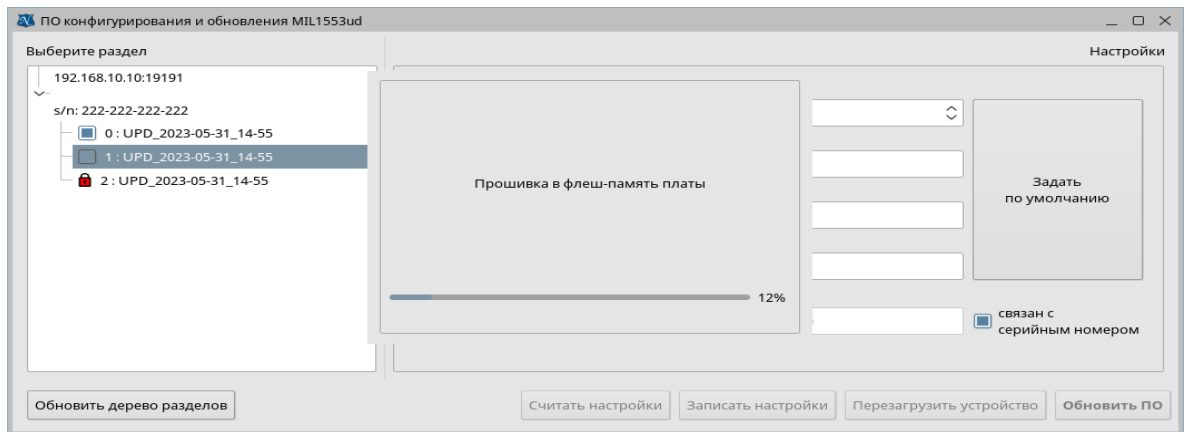 ПО конфигурирования и обновления MIL1553ud
Выберите раздел
Настройки
192.168.10.10:19191
s/n: 222-222-222-222
0 : UPD_2023-05-31_14-55
1 : UPD_2023-05-31_14-55
2 : UPD_2023-05-31_14-55
Прошивка в флеш-память платы
12%
Задать
по умолчанию
связан с
серийным номером
Обновить дерево разделов
Считать настройки
Записать настройки
Перезагрузить устройство
Обновить ПО